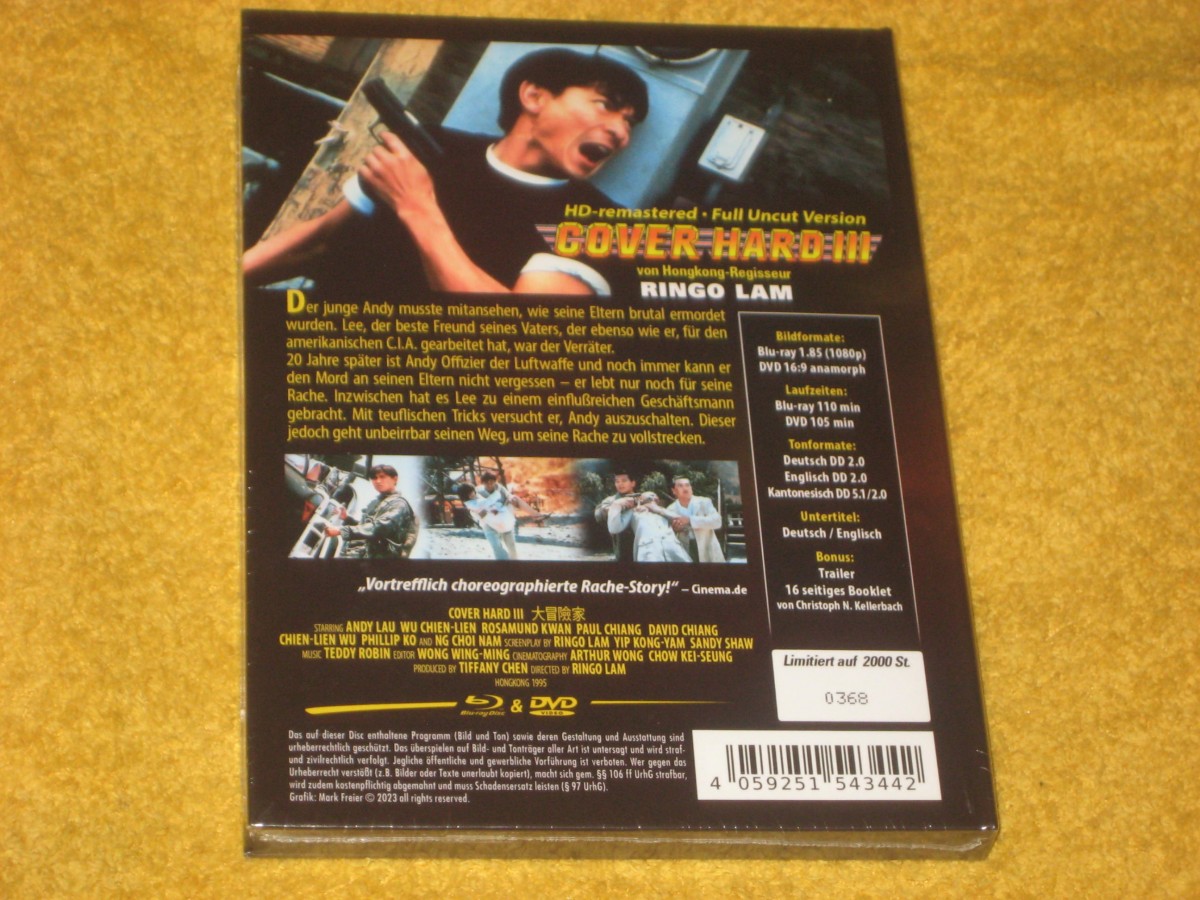 HD-remastered • Full Uncut Version
COVER HARD III
von Hongkong-Regisseur
RINGO LAM
Der junge Andy musste mitansehen, wie seine Eltern brutal ermordet
wurden. Lee, der beste Freund seines Vaters, der ebenso wie er, für den
amerikanischen C.I.A. gearbeitet hat, war der Verräter.
20 Jahre später ist Andy Offizier der Luftwaffe und noch immer kann er
den Mord an seinen Eltern nicht vergessen – er lebt nur noch für seine
Rache. Inzwischen hat es Lee zu einem einflußreichen Geschäftsmann
gebracht. Mit teuflischen Tricks versucht er, Andy auszuschalten. Dieser
jedoch geht unbeirrbar seinen Weg, um seine Rache zu vollstrecken.
Bildformate:
Blu-ray 1.85 (1080p)
DVD 16:9 anamorph
Laufzeiten:
Blu-ray 110 min
DVD 105 min
Tonformate:
Deutsch DD 2.0
Englisch DD 2.0
Kantonesisch DD 5.1/2.0
Untertitel:
Deutsch / Englisch
Bonus:
Trailer
16 seitiges Booklet
von Christoph N. Kellerbach
„Vortrefflich choreographierte Rache-Story!“ – Cinema.de
COVER HARD III 大冒險家
STARRING ANDY LAU WU CHIEN-LIEN ROSAMUND KWAN PAUL CHIANG DAVID CHIANG
CHIEN-LIEN WU PHILLIP KO AND NG CHOI NAM SCREENPLAY BY RINGO LAM YIP KONG-YAM SANDY SHAW
MUSIC TEDDY ROBIN EDITOR WONG WING-MING CINEMATOGRAPHY ARTHUR WONG CHOW KEI-SEUNG
PRODUCED BY TIFFANY CHEN DIRECTED BY RINGO LAM
HONGKONG 1995
Blu-ray Disc & DVD VIDEO
Limitiert auf 2000 St.
0368
Das auf dieser Disc enthaltene Programm (Bild und Ton) sowie deren Gestaltung und Ausstattung sind
urheberrechtlich geschützt. Das überspielen auf Bild- und Tonträger aller Art ist untersagt und wird straf-
und zivilrechtlich verfolgt. Jegliche öffentliche und gewerbliche Vorführung ist verboten. Wer gegen das
Urheberrecht verstößt (z.B. Bilder oder Texte unerlaubt kopiert), macht sich gem. §§ 106 ff UrhG strafbar,
wird zudem kostenpflichtig abgemahnt und muss Schadensersatz leisten (§ 97 UrhG).
Grafik: Mark Freier © 2023 all rights reserved.
4 059251 543442